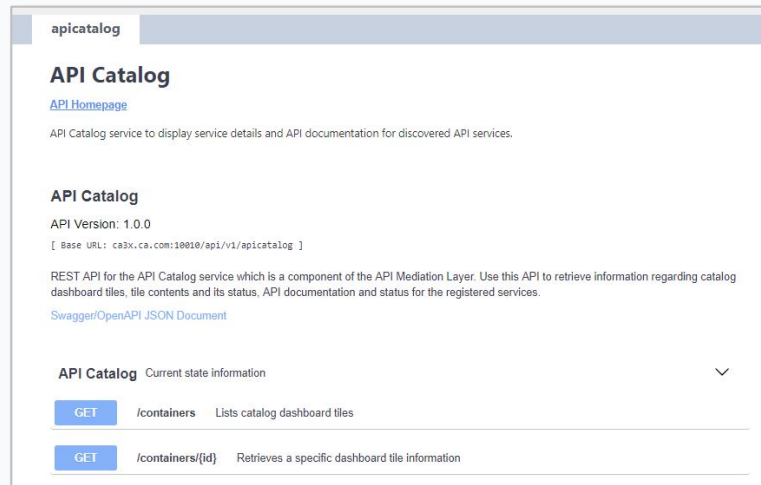 apicatalog
API Catalog
API Homepage
API Catalog service to display service details and API documentation for discovered API services.
API Catalog
API Version: 1.0.0
[ Base URL: ca3x.ca.com:10010/api/v1/apicatalog ]
REST API for the API Catalog service which is a component of the API Mediation Layer. Use this API to retrieve information regarding catalog
dashboard tiles, tile contents and its status, API documentation and status for the registered services.
Swagger/OpenAPI JSON Document
API Catalog Current state information
GET /containers Lists catalog dashboard tiles
GET /containers/{id} Retrieves a specific dashboard tile information